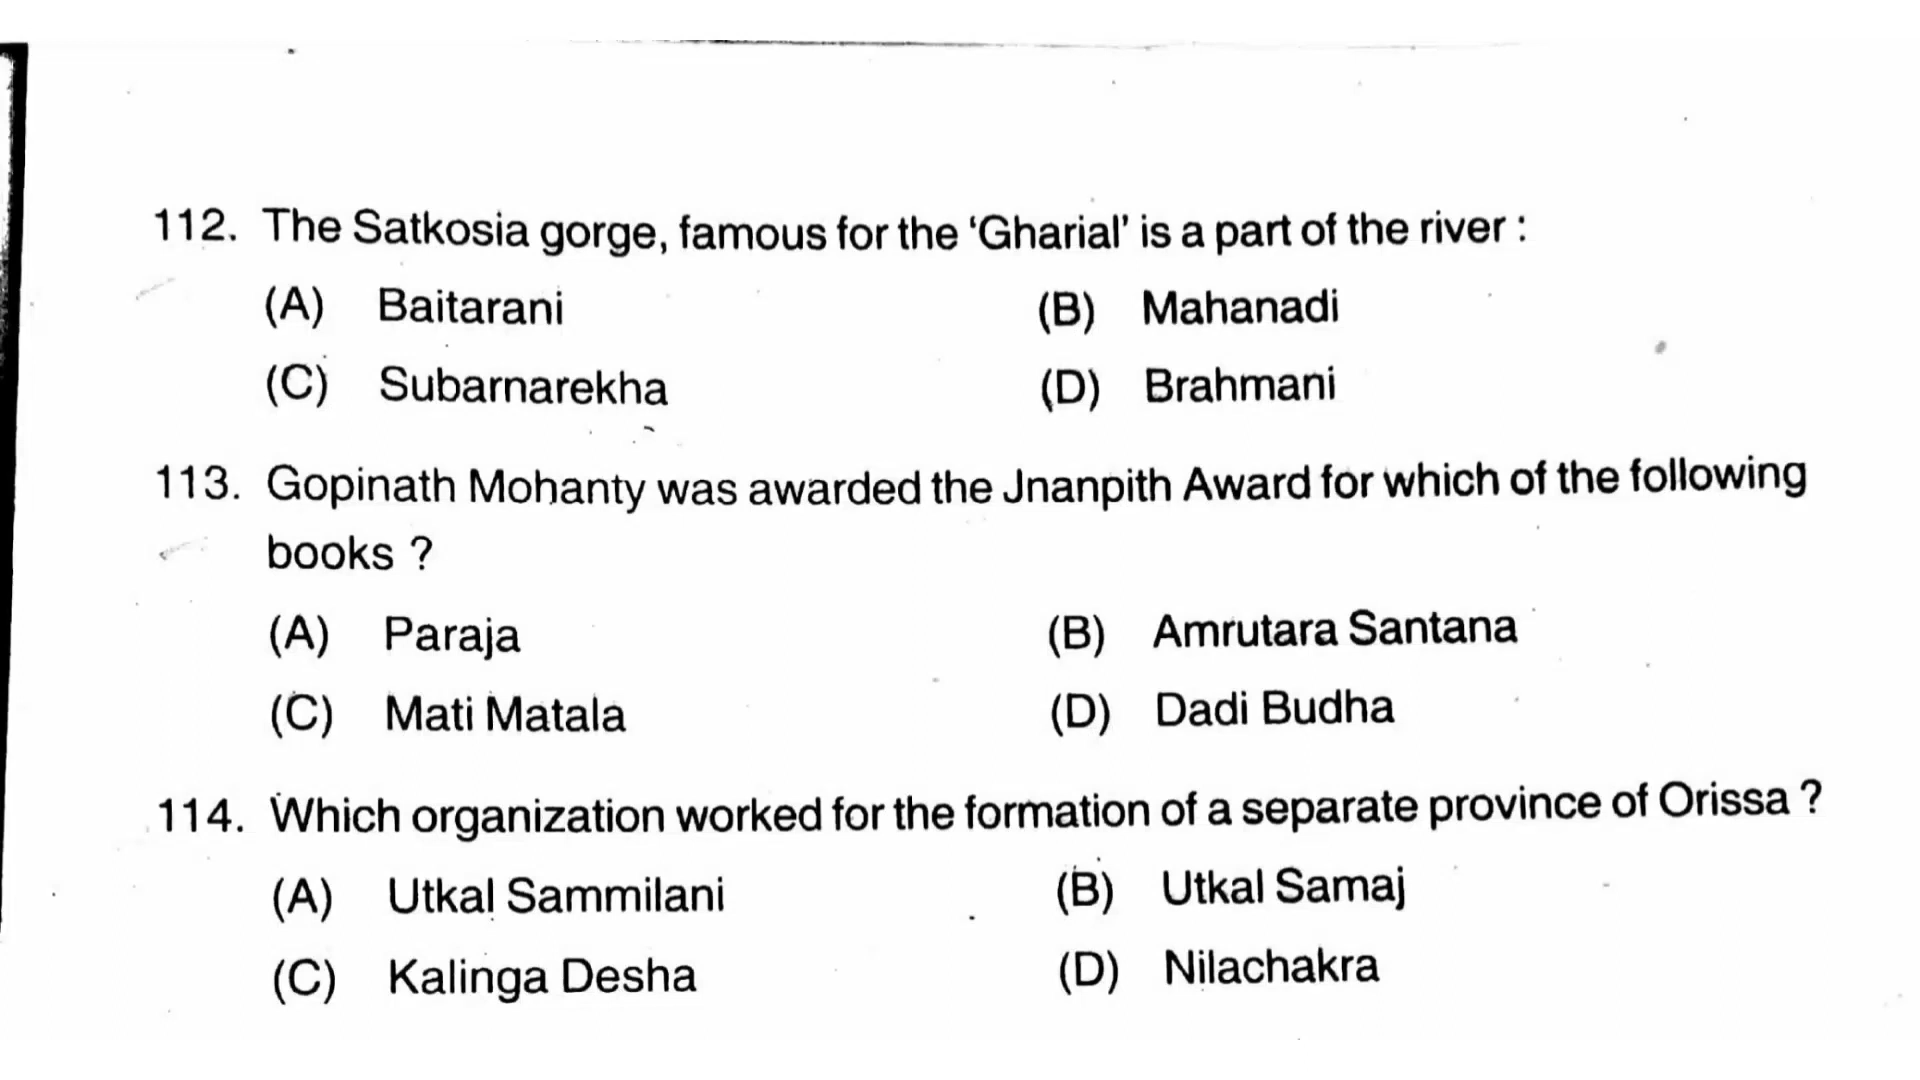 112. The Satkosia gorge, famous for the ‘Gharial’ is a part of the river :
(A) Baitarani (B) Mahanadi
(C) Subarnarekha (D) Brahmani
113. Gopinath Mohanty was awarded the Jnanpith Award for which of the following
books ?
(A) Paraja (B) Amrutara Santana
(C) Mati Matala (D) Dadi Budha
114. Which organization worked for the formation of a separate province of Orissa ?
(A) Utkal Sammilani (B) Utkal Samaj
(C) Kalinga Desha (D) Nilachakra